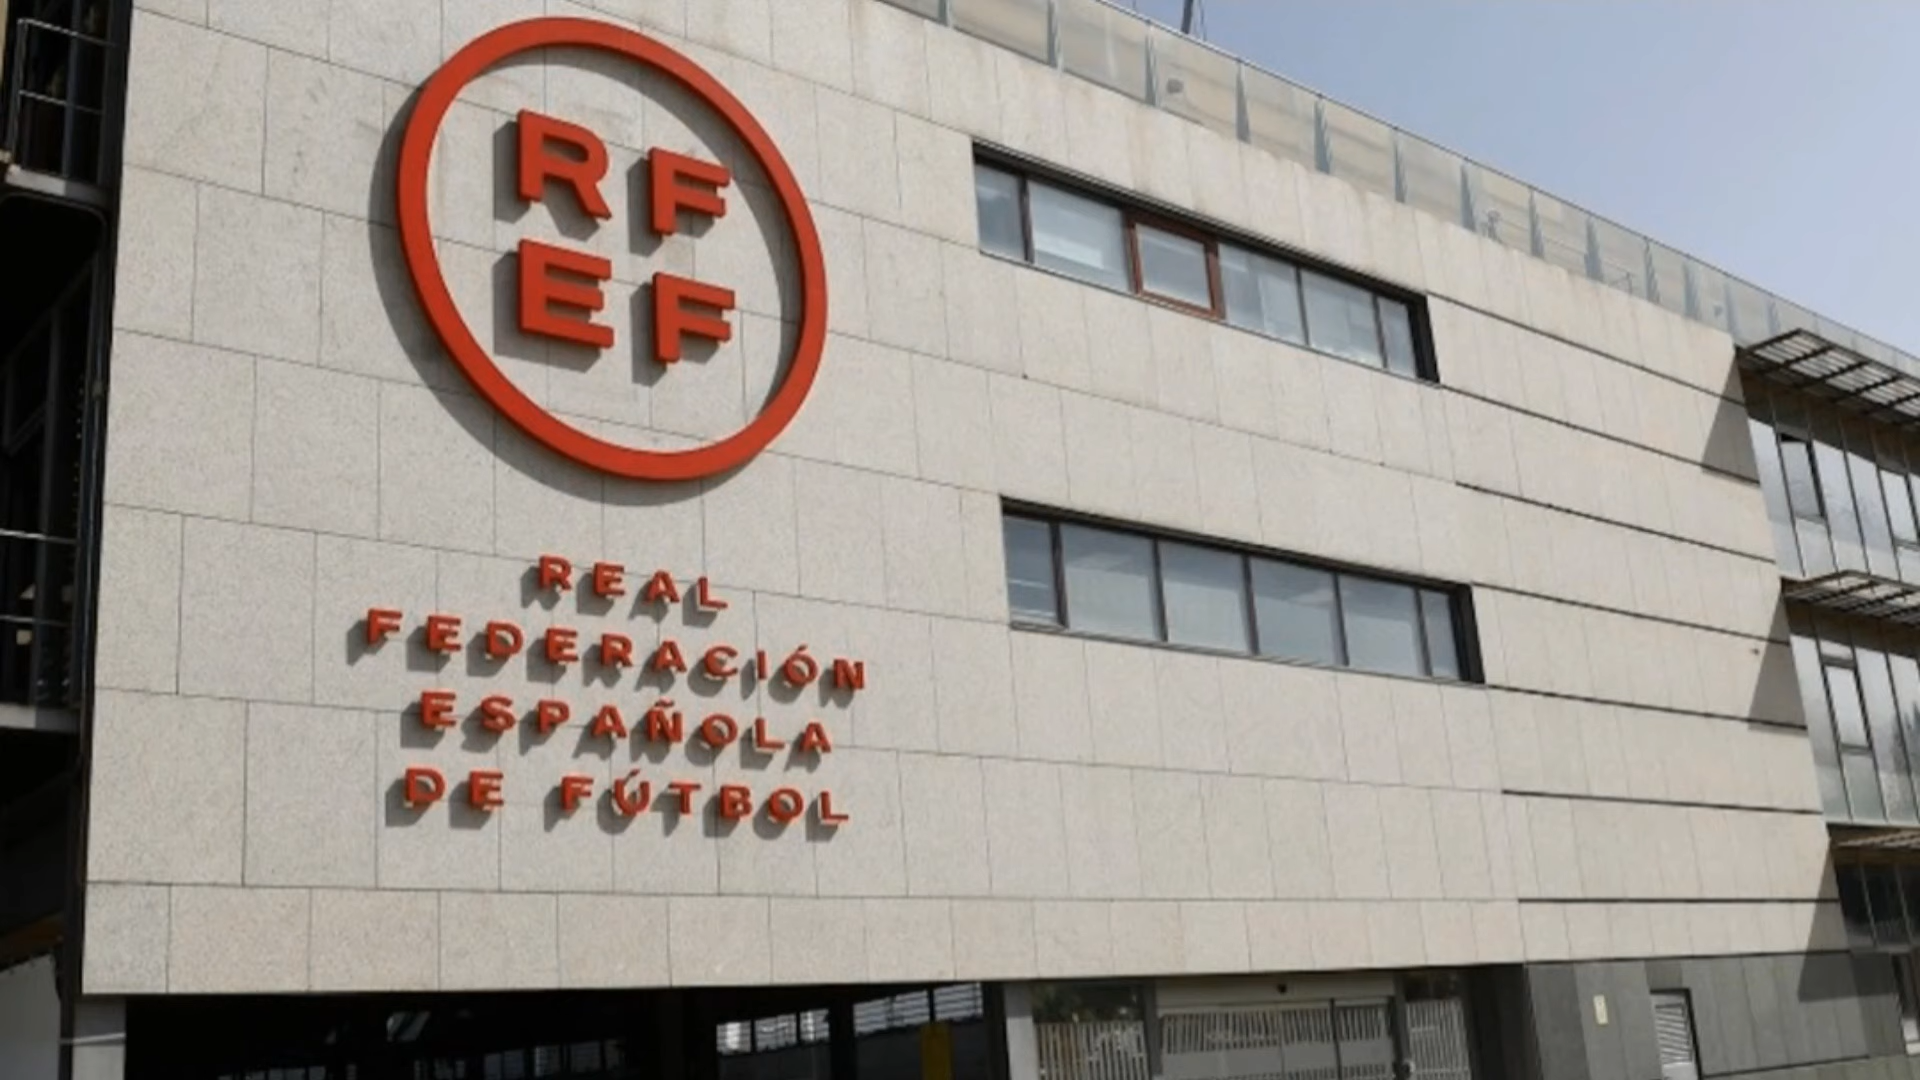 RF
EF
REAL
FEDERACIÓN
ESPAÑOLA
DE FÚTBOL